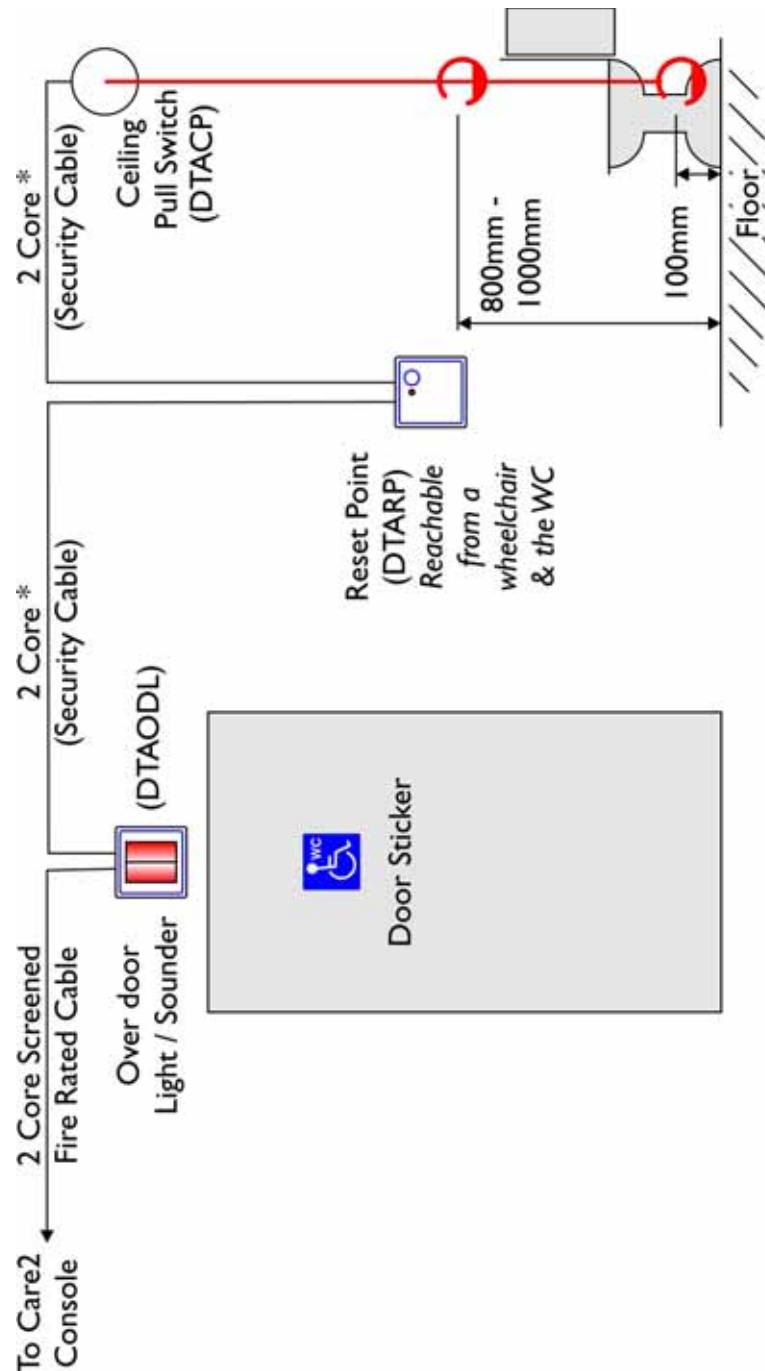 To Care2
Console
2 Core Screened
Fire Rated Cable
2 Core *
(Security Cable)
2 Core *
(Security Cable)
Over door
Light / Sounder
(DTAODL)
Ceiling
Pull Switch
(DTACP)
WC
Door Sticker
Reset Point
(DTARP)
Reachable
from a
wheelchair
& the WC
800mm -
1000mm
100mm
Floor